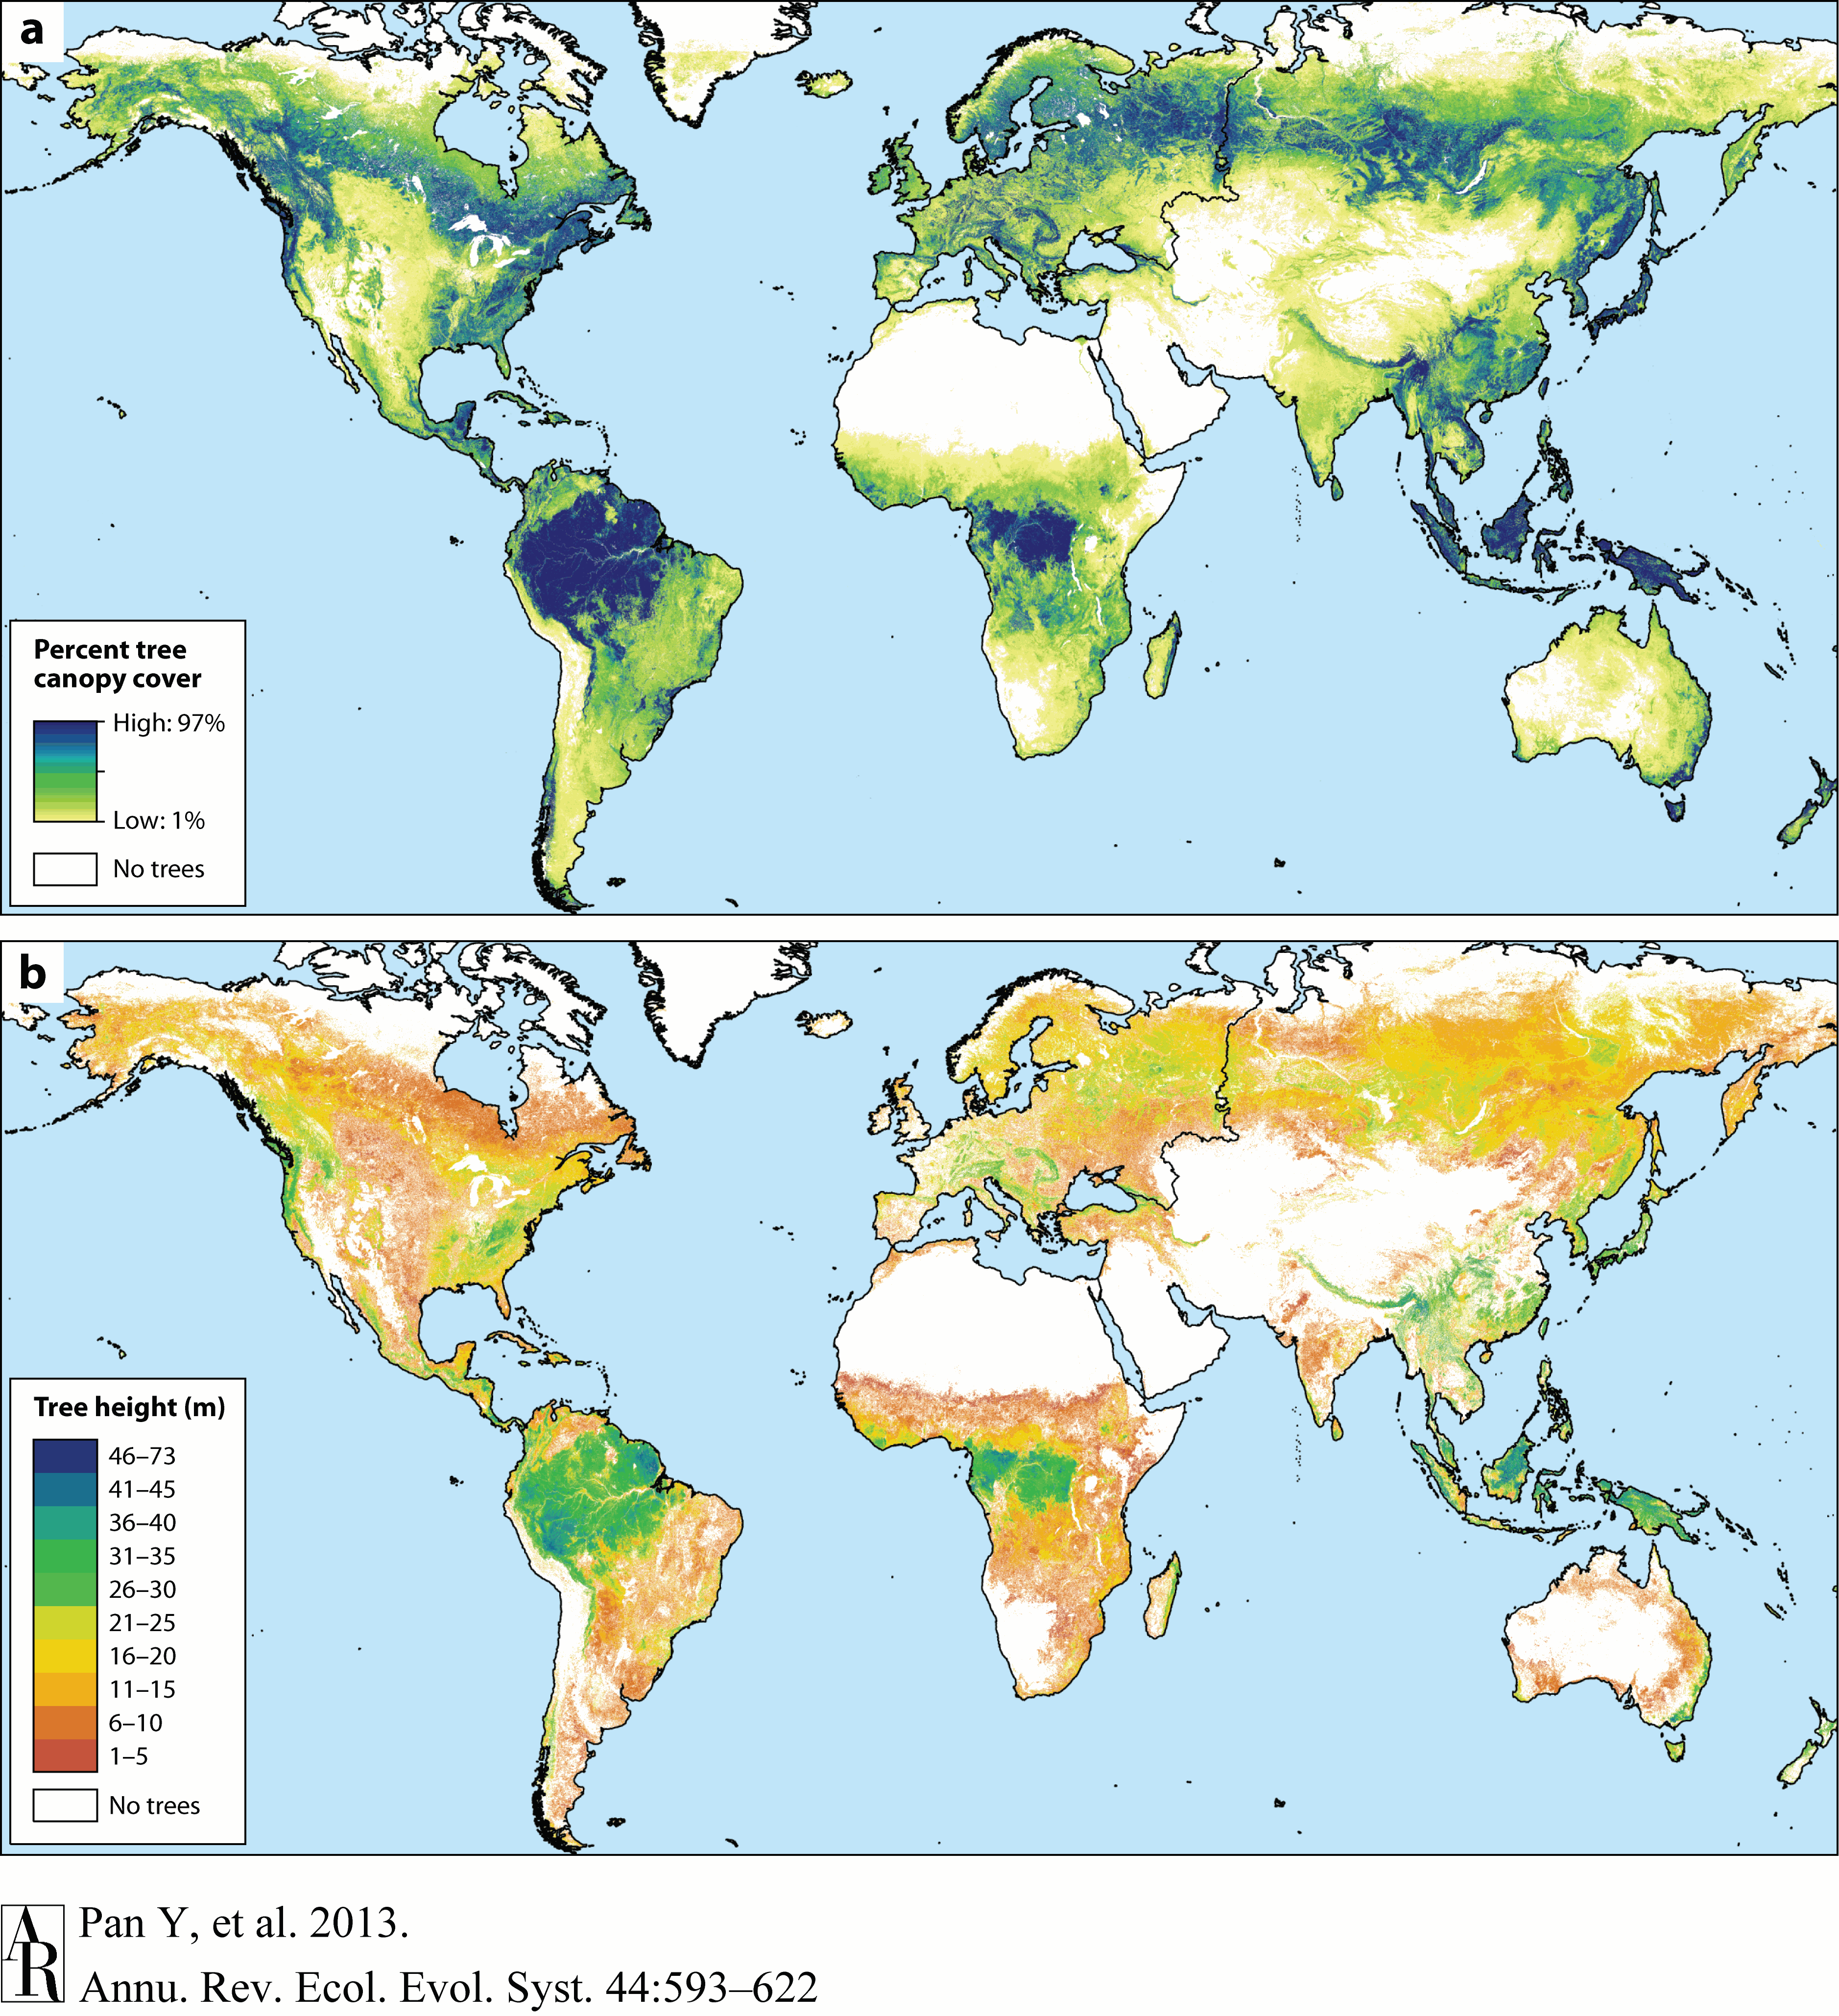 a
Percent tree
canopy cover
High: 97%
Low: 1%
No trees
b
Tree height (m)
46–73
41–45
36–40
31–35
26–30
21–25
16–20
11–15
6–10
1–5
No trees
AR
Pan Y, et al. 2013.
Annu. Rev. Ecol. Evol. Syst. 44:593–622